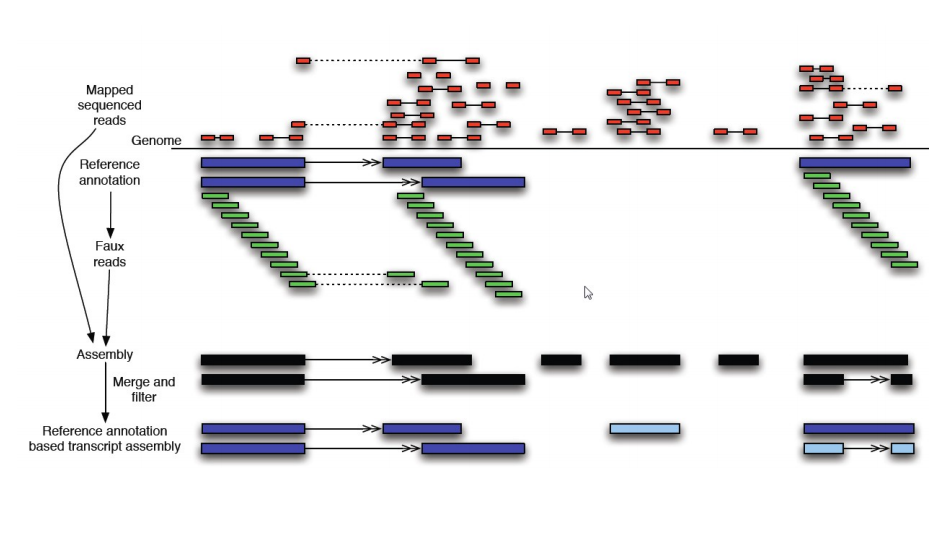 Mapped
sequenced
reads
Genome
Reference
annotation
Faux
reads
Assembly
Merge and
filter
Reference annotation
based transcript assembly